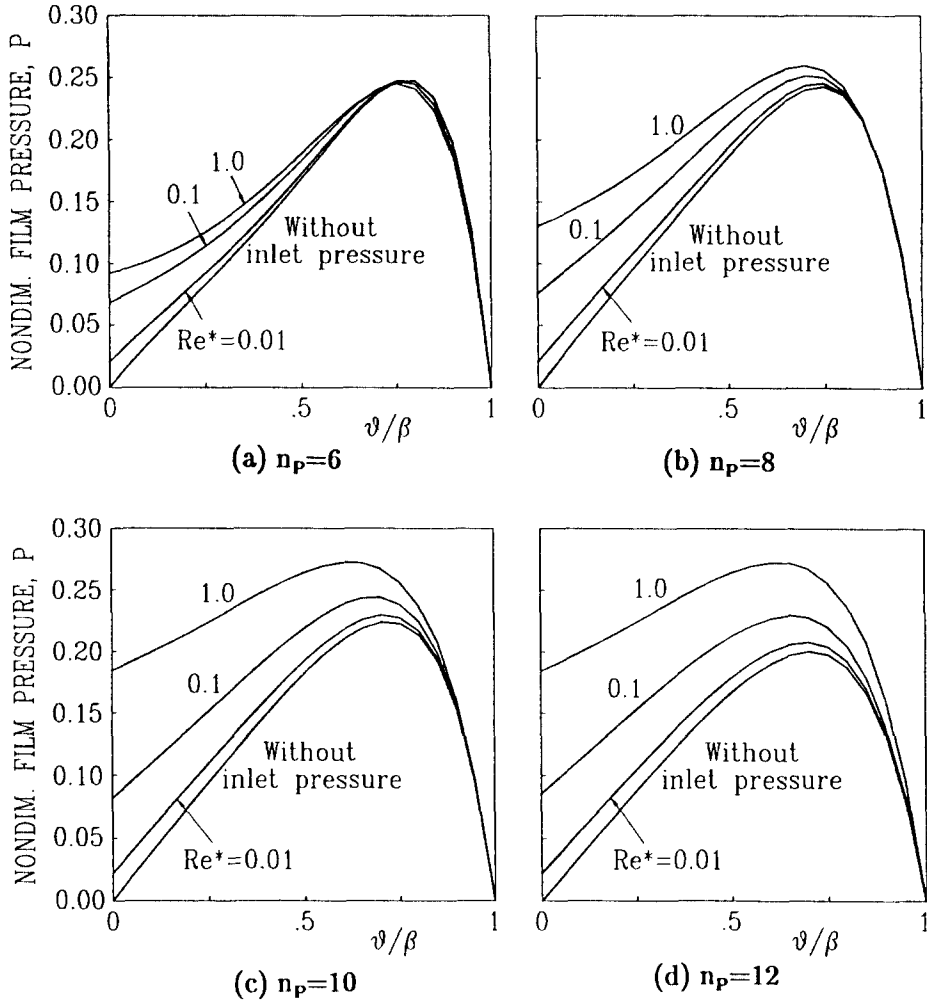 NONDIM. FILM PRESSURE, P
0.30
0.25
0.20
0.15
0.10
0.05
0.00
1.0
0.1
Without
inlet pressure
Re*=0.01
0
.5
1
ϑ/β
(a) nP=6
1.0
0.1
Without
inlet pressure
Re*=0.01
0
.5
1
ϑ/β
(b) nP=8
NONDIM. FILM PRESSURE, P
0.30
0.25
0.20
0.15
0.10
0.05
0.00
1.0
0.1
Without
inlet pressure
Re*=0.01
0
.5
1
ϑ/β
(c) nP=10
1.0
0.1
Without
inlet pressure
Re*=0.01
0
.5
1
ϑ/β
(d) nP=12